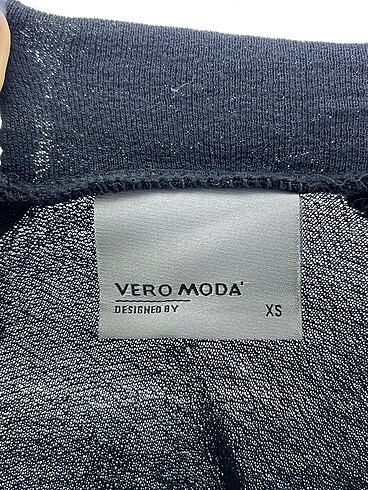 VERO MODA
DESIGNED BY
XS